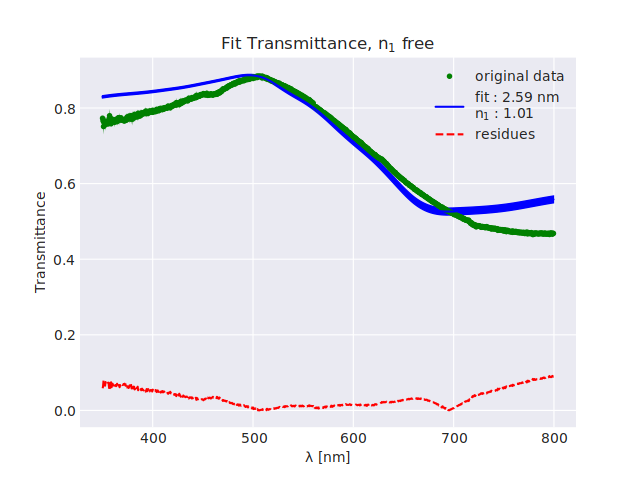 Fit Transmittance, n₁ free
original data
fit : 2.59 nm
n₁ : 1.01
residues
Transmittance
0.8
0.6
0.4
0.2
0.0
400
500
600
700
800
λ [nm]